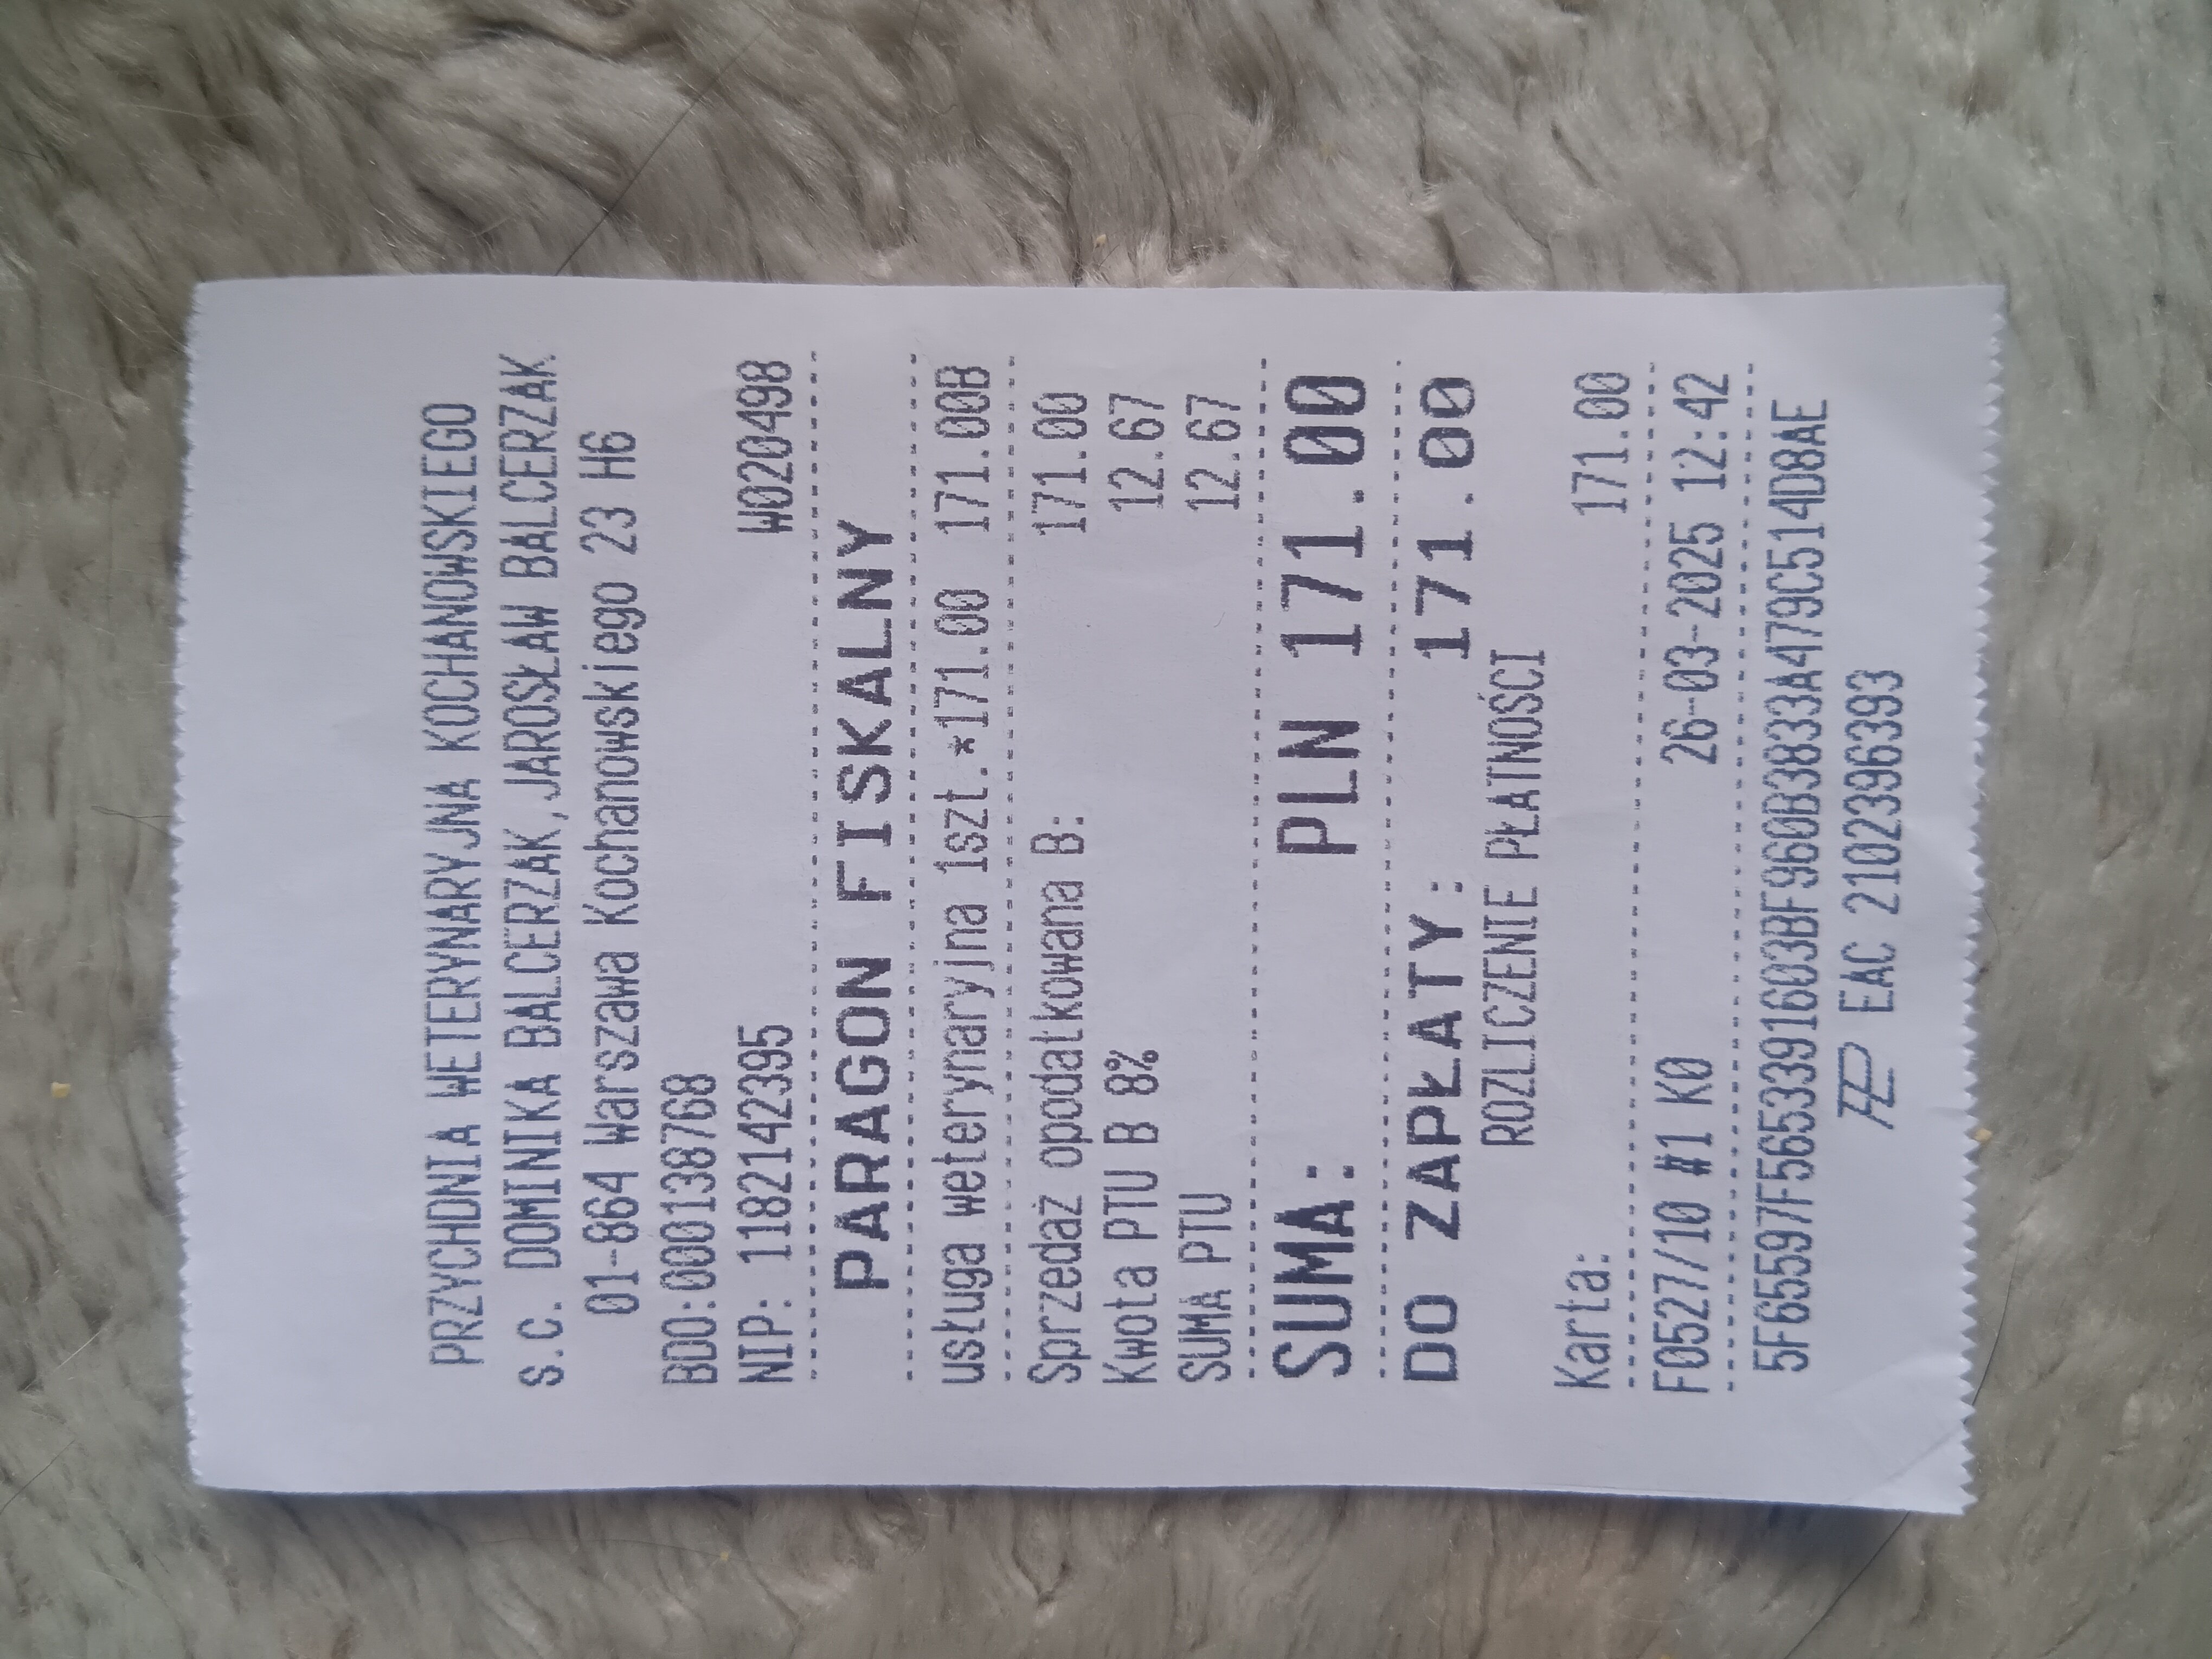 PRZYCHDNIA WETERYNARYJNA KOCHANOWSKIEGO
s.c. DOMINIKA BALCERZAK,JAROSŁAW BALCERZAK
01-864 Warszawa Kochanowskiego 23 H6
BDO:000138768
NIP: 1182142395 W020498
PARAGON FISKALNY
usługa weterynaryjna 1szt.*171.00 171.00B
Sprzedaż opodatkowana B: 171.00
Kwota PTU B 8% 12.67
SUMA PTU 12.67
SUMA: PLN 171.00
DO ZAPŁATY: 171.00
ROZLICZENIE PŁATNOŚCI
Karta: 171.00
F0527/10 #1 K0 26-03-2025 12:42
5F65597F5653391603BF960B3833A479C514D8AE
EAC 2102396393